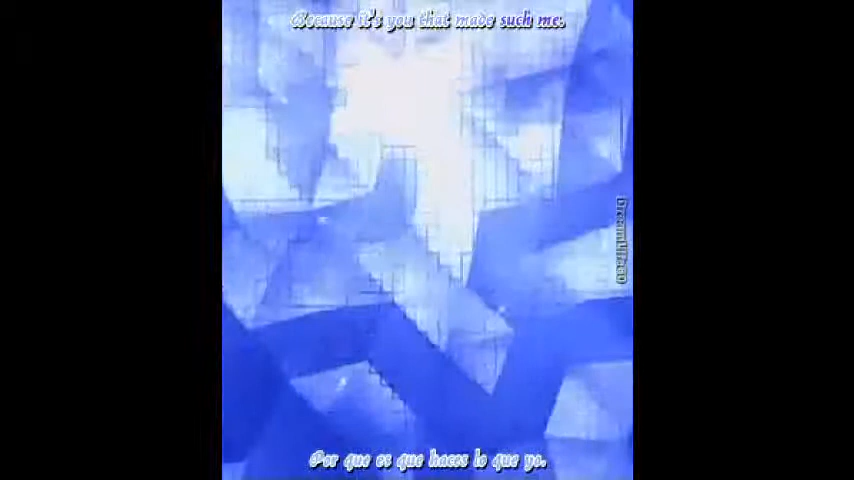 Because it's you that made such me.
Por que es que haces lo que yo.